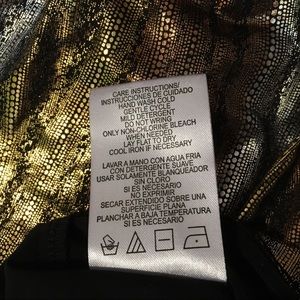 CARE INSTRUCTIONS/
INSTRUCCIONES DE CUIDADO
HAND WASH COLD
GENTLE CYCLE
MILD DETERGENT
DO NOT WRING
ONLY NON-CHLORINE BLEACH
WHEN NEEDED
LAY FLAT TO DRY
COOL IRON IF NECESSARY
LAVAR A MANO CON AGUA FRIA
CON DETERGENTE SUAVE
USAR SOLAMENTE BLANQUEADOR
SIN CLORO
SI ES NECESARIO
NO EXPRIMIR
SECAR EXTENDIDO SOBRE UNA
SUPERFICIE PLANA
PLANCHAR A BAJA TEMPERATURA
SI ES NECESARIO